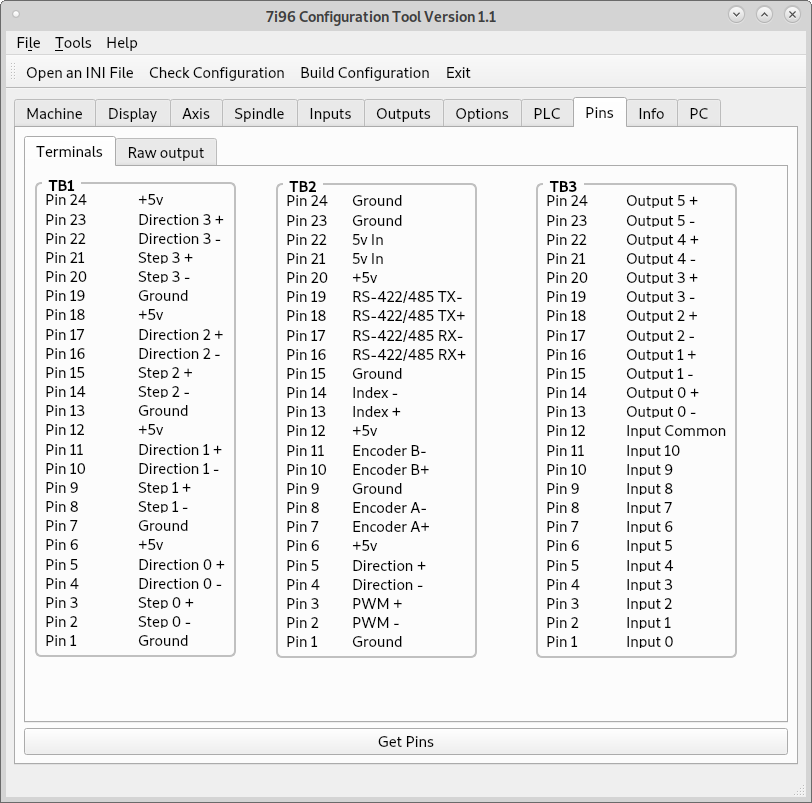 7i96 Configuration Tool Version 1.1
File Tools Help
Open an INI File Check Configuration Build Configuration Exit
Machine Display Axis Spindle Inputs Outputs Options PLC Pins Info PC
Terminals Raw output
TB1
Pin 24 +5v
Pin 23 Direction 3 +
Pin 22 Direction 3 -
Pin 21 Step 3 +
Pin 20 Step 3 -
Pin 19 Ground
Pin 18 +5v
Pin 17 Direction 2 +
Pin 16 Direction 2 -
Pin 15 Step 2 +
Pin 14 Step 2 -
Pin 13 Ground
Pin 12 +5v
Pin 11 Direction 1 +
Pin 10 Direction 1 -
Pin 9 Step 1 +
Pin 8 Step 1 -
Pin 7 Ground
Pin 6 +5v
Pin 5 Direction 0 +
Pin 4 Direction 0 -
Pin 3 Step 0 +
Pin 2 Step 0 -
Pin 1 Ground
TB2
Pin 24 Ground
Pin 23 Ground
Pin 22 5v In
Pin 21 5v In
Pin 20 +5v
Pin 19 RS-422/485 TX-
Pin 18 RS-422/485 TX+
Pin 17 RS-422/485 RX-
Pin 16 RS-422/485 RX+
Pin 15 Ground
Pin 14 Index -
Pin 13 Index +
Pin 12 +5v
Pin 11 Encoder B-
Pin 10 Encoder B+
Pin 9 Ground
Pin 8 Encoder A-
Pin 7 Encoder A+
Pin 6 +5v
Pin 5 Direction +
Pin 4 Direction -
Pin 3 PWM +
Pin 2 PWM -
Pin 1 Ground
TB3
Pin 24 Output 5 +
Pin 23 Output 5 -
Pin 22 Output 4 +
Pin 21 Output 4 -
Pin 20 Output 3 +
Pin 19 Output 3 -
Pin 18 Output 2 +
Pin 17 Output 2 -
Pin 16 Output 1 +
Pin 15 Output 1 -
Pin 14 Output 0 +
Pin 13 Output 0 -
Pin 12 Input Common
Pin 11 Input 10
Pin 10 Input 9
Pin 9 Input 8
Pin 8 Input 7
Pin 7 Input 6
Pin 6 Input 5
Pin 5 Input 4
Pin 4 Input 3
Pin 3 Input 2
Pin 2 Input 1
Pin 1 Input 0
Get Pins